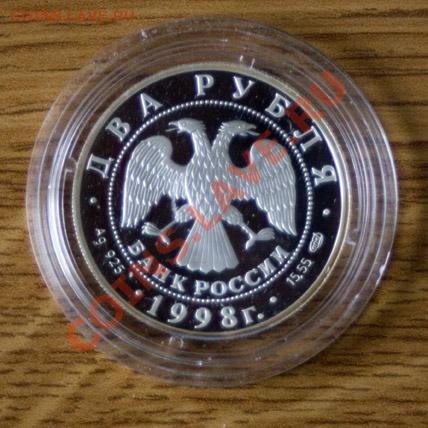 COINS.LAVE.RU
ДВА РУБЛЯ
Ag 925
БАНК РОССИИ
15,55
1998г.
COINS.LAVE.RU